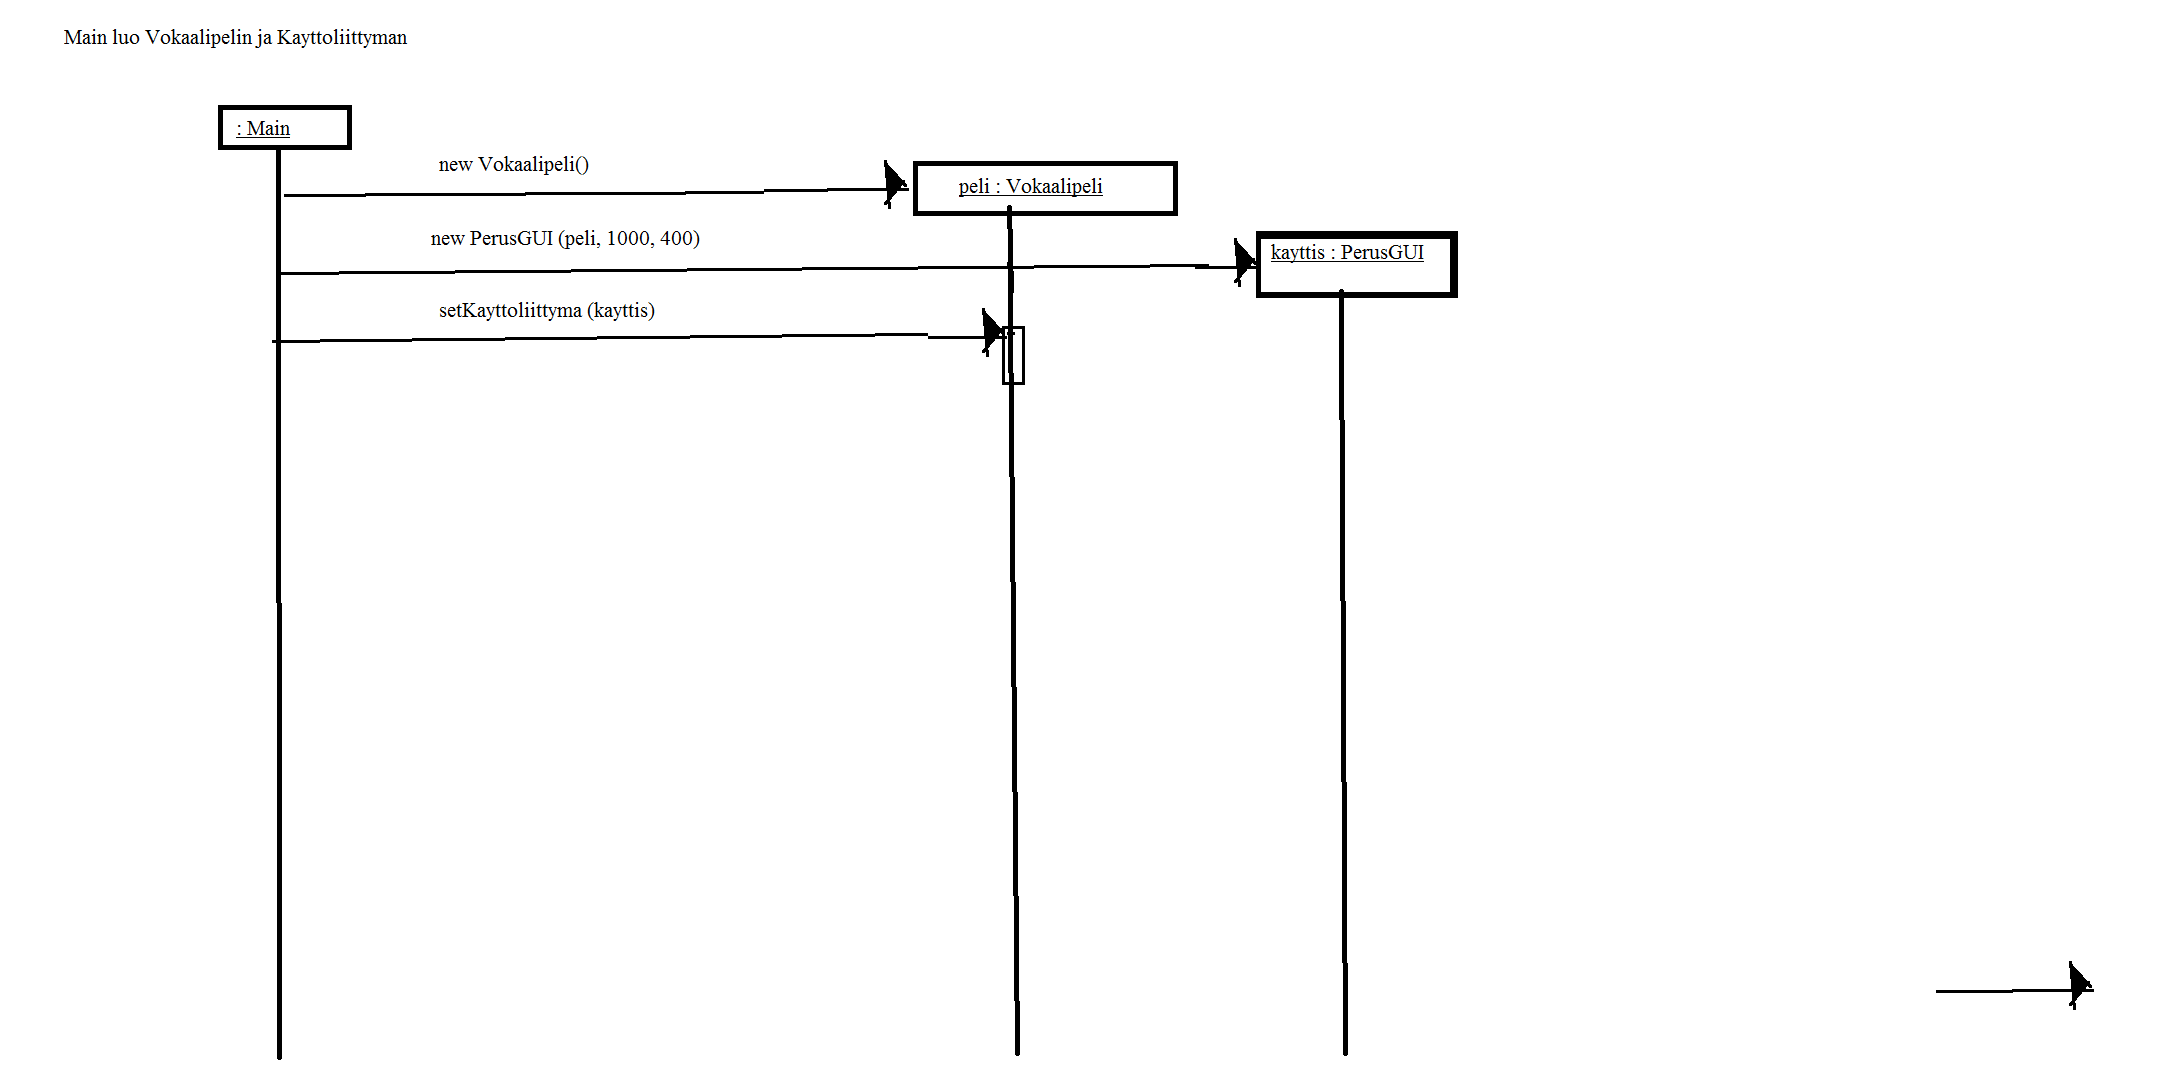 Main luo Vokaalipelin ja Kayttoliittyman
: Main
new Vokaalipeli()
peli : Vokaalipeli
new PerusGUI (peli, 1000, 400)
kayttis : PerusGUI
setKayttoliittyma (kayttis)